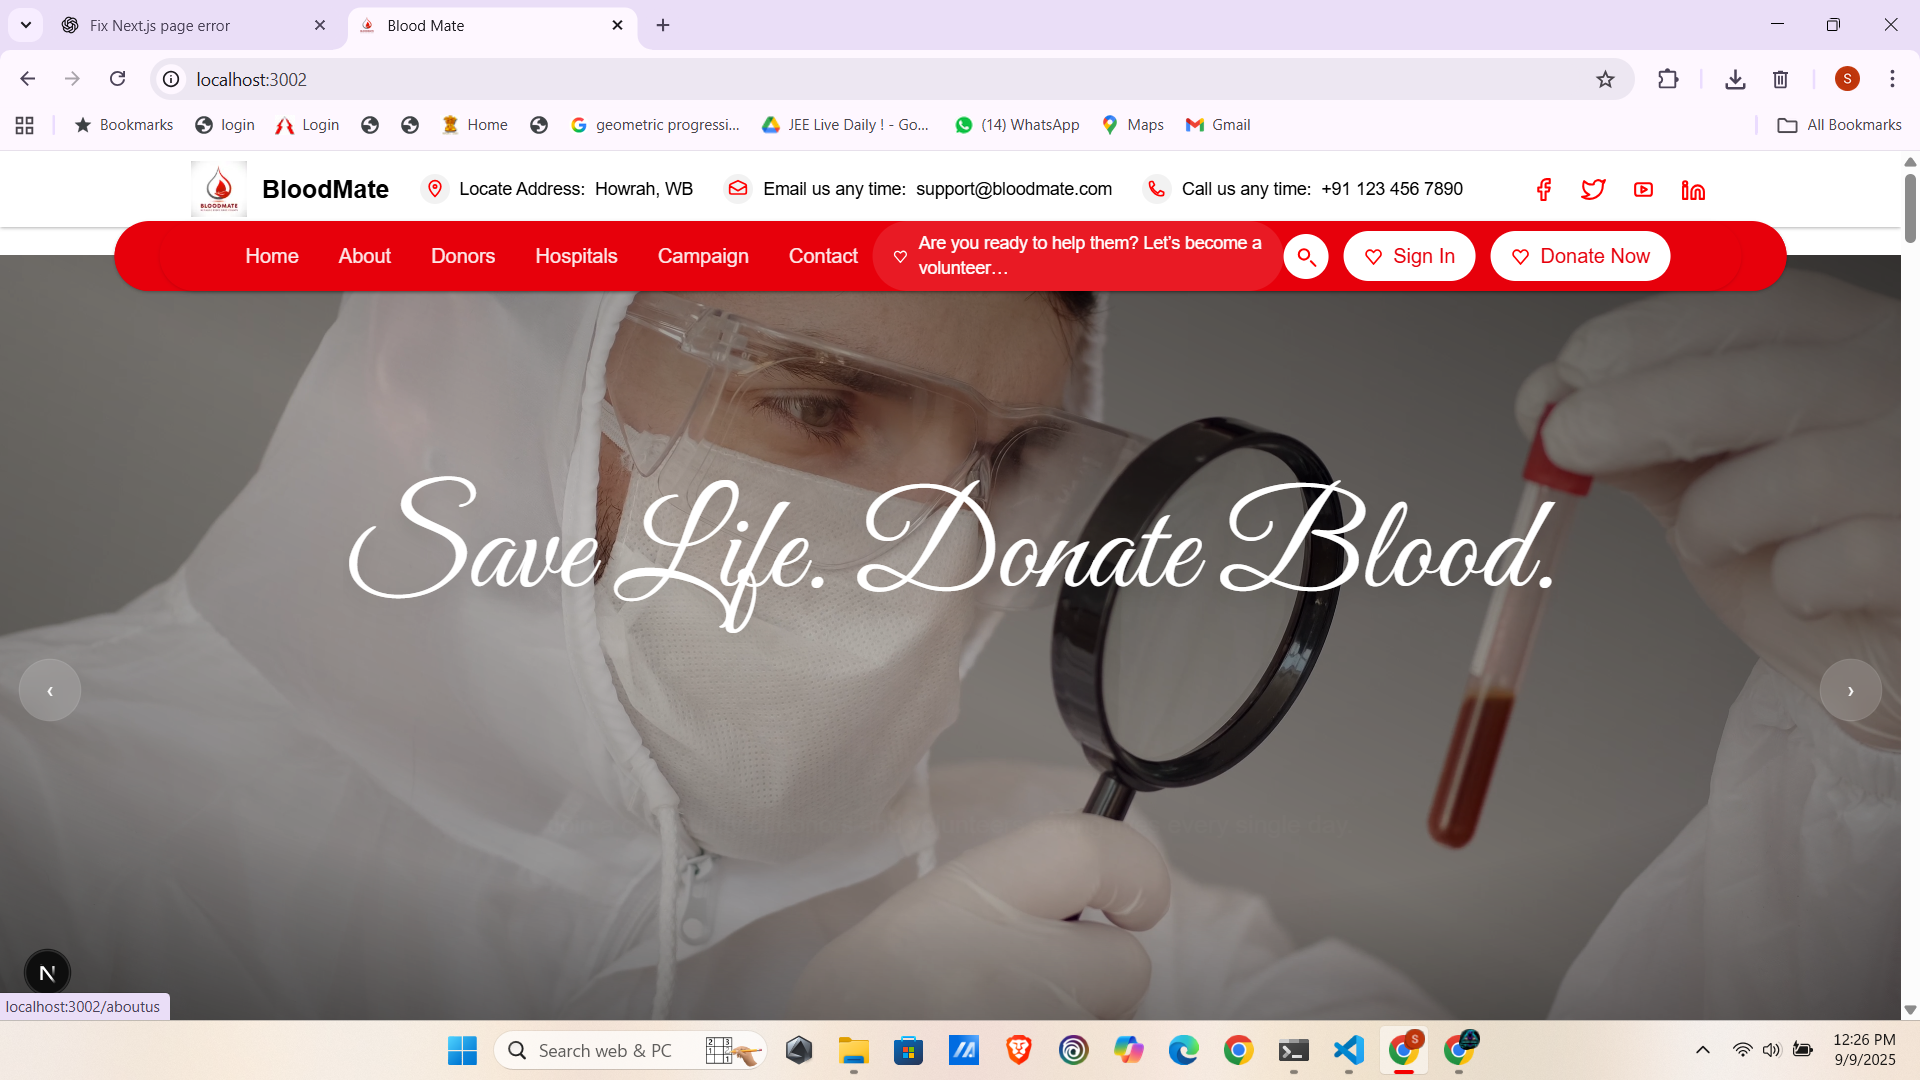 Fix Next.js page error
Blood Mate
localhost:3002
S
Bookmarks
login
Login
Home
geometric progressi...
JEE Live Daily ! - Go...
(14) WhatsApp
Maps
Gmail
All Bookmarks
BLOODMATE
BloodMate
Locate Address: Howrah, WB
Email us any time: support@bloodmate.com
Call us any time: +91 123 456 7890
Home
About
Donors
Hospitals
Campaign
Contact
Are you ready to help them? Let's become a
volunteer...
Sign In
Donate Now
Save Life. Donate Blood.
every single day.
N
localhost:3002/aboutus
Search web & PC
S
12:26 PM
9/9/2025